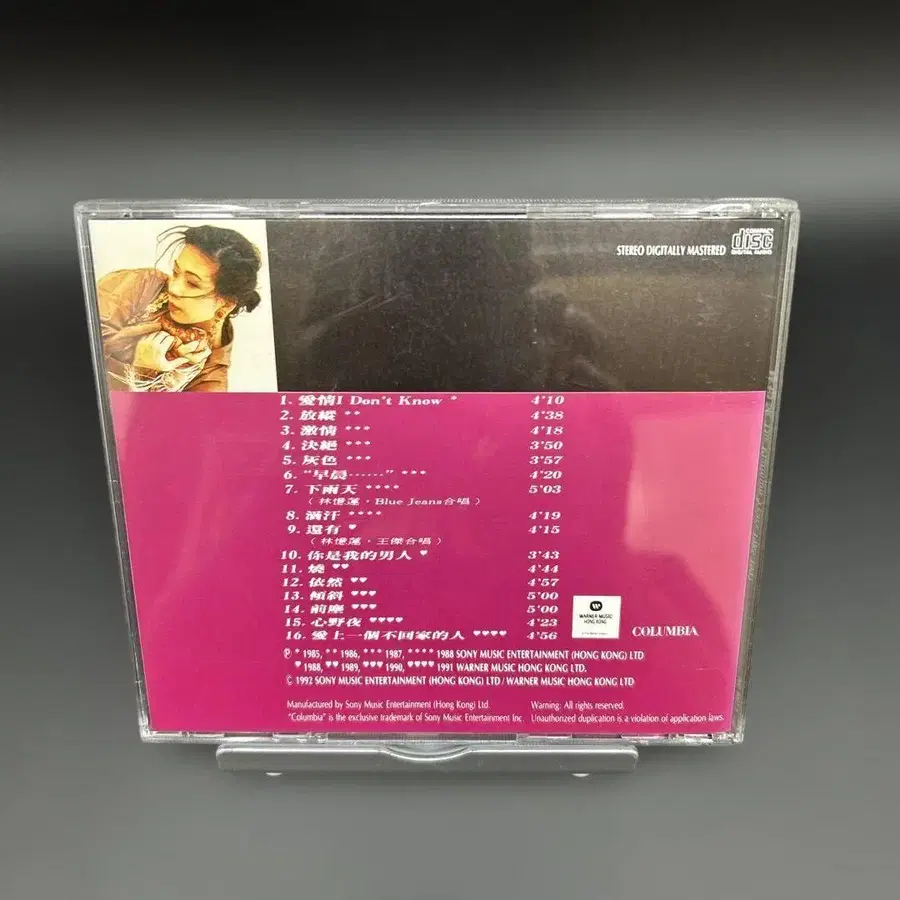 STEREO DIGITALLY MASTERED
COMPACT
disc
DIGITAL AUDIO
1. 愛情I Don't Know * 4'10
2. 放縱 ** 4'38
3. 激情 *** 4'18
4. 決絕 *** 3'50
5. 灰色 *** 3'57
6. "早晨……" *** 4'20
7. 下雨天 **** 5'03
（林憶蓮・Blue Jeans合唱）
8. 滴汗 **** 4'19
9. 還有 ♥ 4'15
（林憶蓮・王傑合唱）
10. 你是我的男人 ♥ 3'43
11. 燒 ♥♥ 4'44
12. 依然 ♥♥ 4'57
13. 傾斜 ♥♥♥ 5'00
14. 前塵 ♥♥♥ 5'00
15. 心野夜 ♥♥♥♥ 4'23
16. 愛上一個不回家的人 ♥♥♥♥ 4'56
WARNER MUSIC
HONG KONG
COLUMBIA
℗ * 1985, ** 1986, *** 1987, **** 1988 SONY MUSIC ENTERTAINMENT (HONG KONG) LTD
♥ 1988, ♥♥ 1989, ♥♥♥ 1990, ♥♥♥♥ 1991 WARNER MUSIC HONG KONG LTD.
© 1992 SONY MUSIC ENTERTAINMENT (HONG KONG) LTD / WARNER MUSIC HONG KONG LTD
Manufactured by Sony Music Entertainment (Hong Kong) Ltd.
"Columbia" is the exclusive trademark of Sony Music Entertainment Inc.
Warning: All rights reserved.
Unauthorized duplication is a violation of application laws.